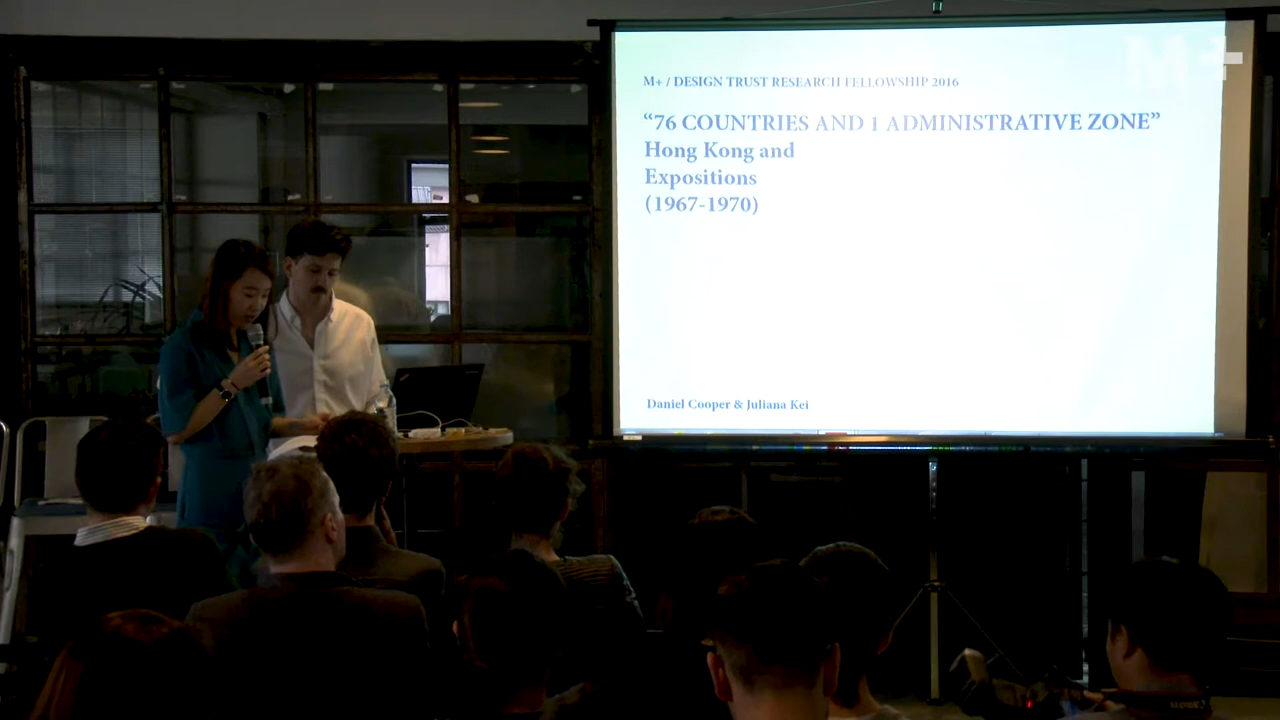 M+
M+ / DESIGN TRUST RESEARCH FELLOWSHIP 2016
“76 COUNTRIES AND 1 ADMINISTRATIVE ZONE”
Hong Kong and
Expositions
(1967-1970)
Daniel Cooper & Juliana Kei